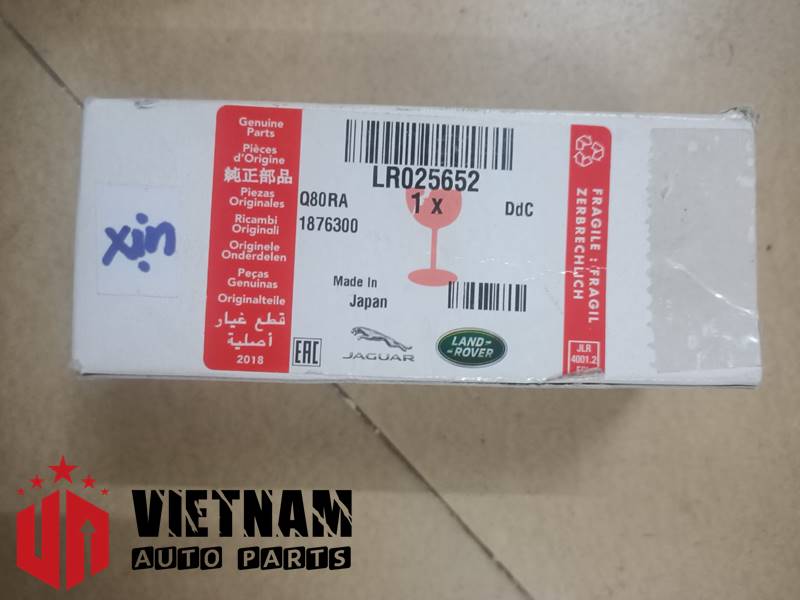 xịn
Genuine
Parts
Pièces
d'Origine
純正部品
Piezas
Originales
Ricambi
Originali
Originele
Onderdelen
Peças
Genuinas
Originalteile
قطع غيار
أصلية
2018
LR025652
Q80RA
1 X
DdC
1876300
Made In
Japan
EAC
JAGUAR
LAND-
-ROVER
FRAGILE : FRAGIL
ZERBRECHLICH
JLR
4001.2
VIETNAM
AUTO PARTS